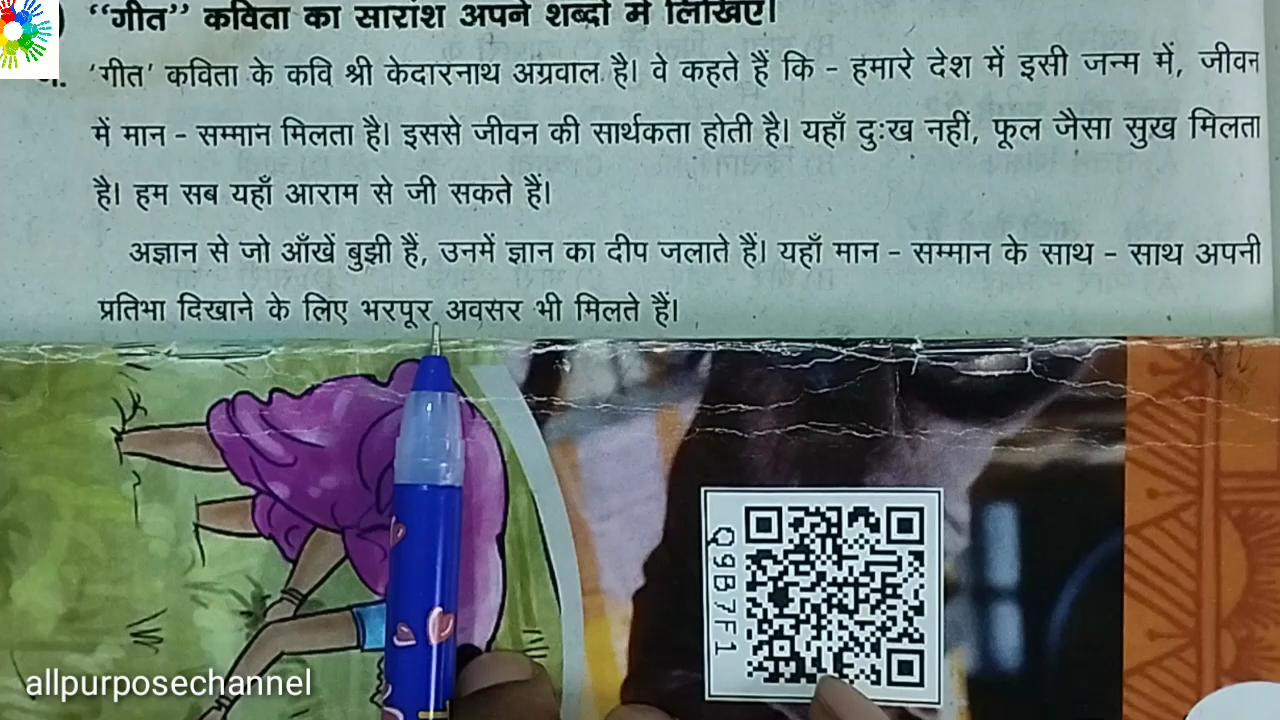 ) “गीत” कविता का सारांश अपने शब्दों में लिखिए।
'गीत' कविता के कवि श्री केदारनाथ अग्रवाल है। वे कहते हैं कि - हमारे देश में इसी जन्म में, जीवन
में मान - सम्मान मिलता है। इससे जीवन की सार्थकता होती है। यहाँ दुःख नहीं, फूल जैसा सुख मिलता
है। हम सब यहाँ आराम से जी सकते हैं।
अज्ञान से जो आँखें बुझी हैं, उनमें ज्ञान का दीप जलाते हैं। यहाँ मान - सम्मान के साथ - साथ अपनी
प्रतिभा दिखाने के लिए भरपूर अवसर भी मिलते हैं।
Q9B7F1
allpurposechannel